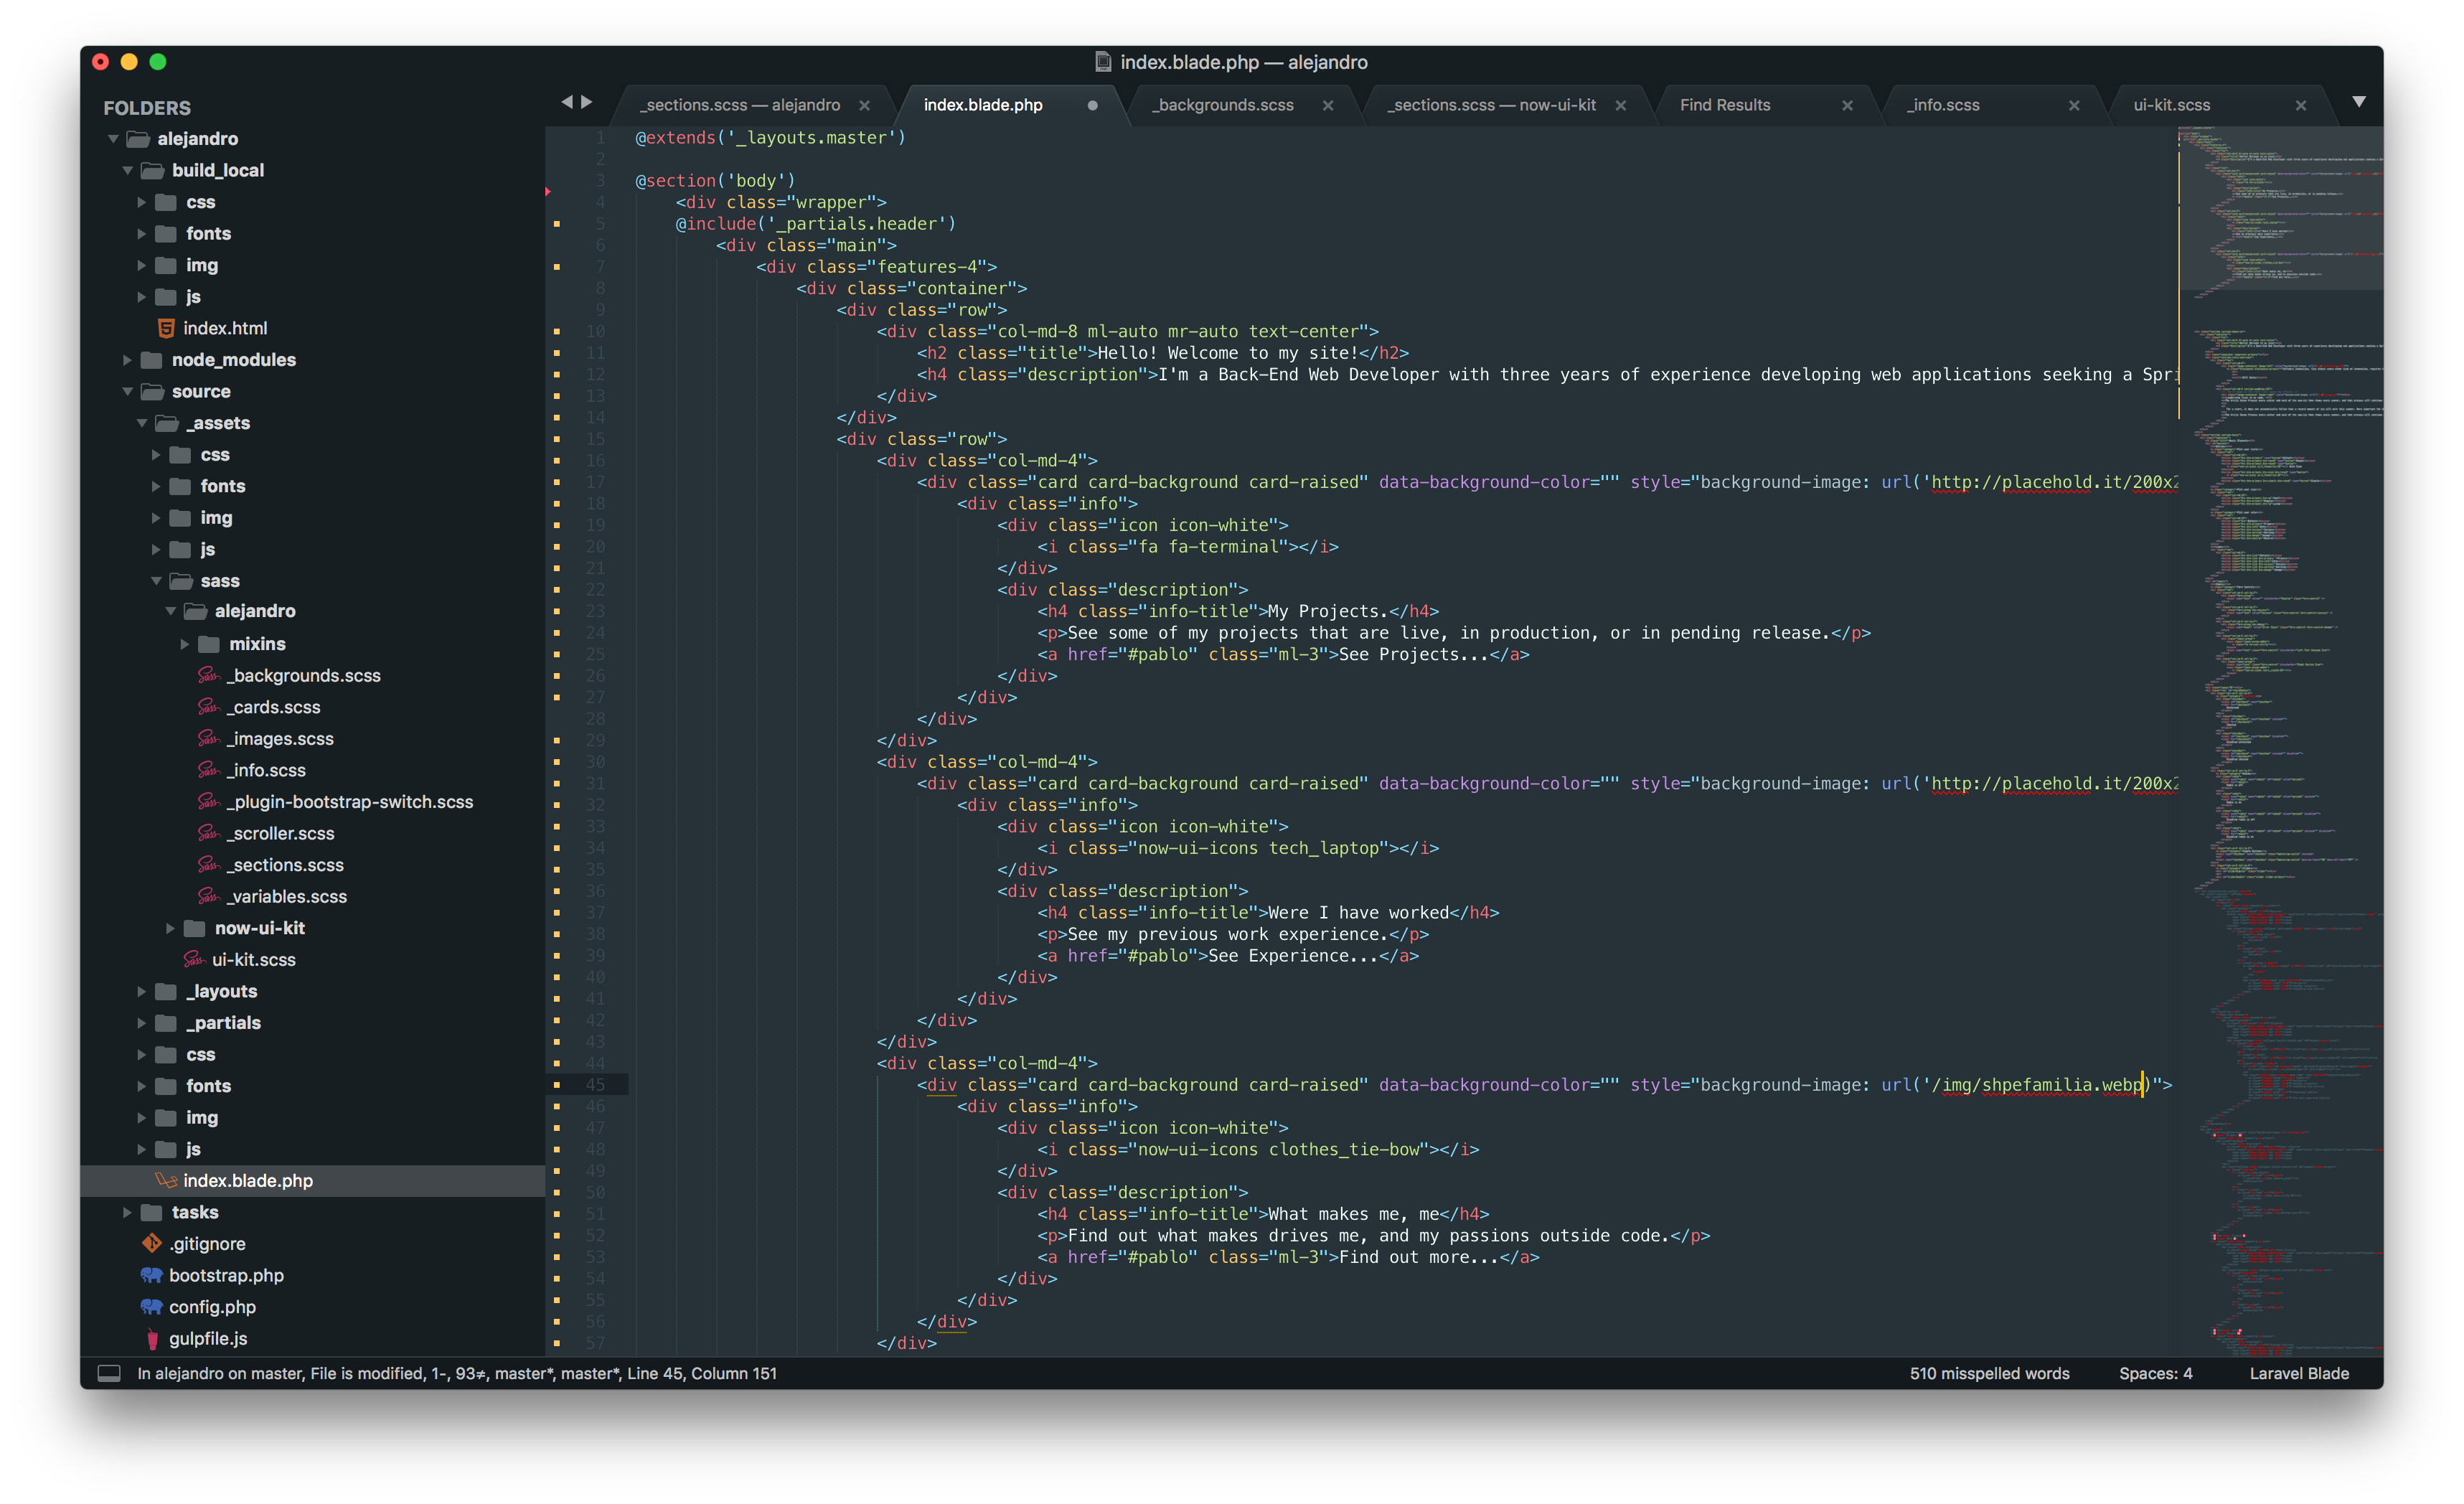 index.blade.php — alejandro
FOLDERS
alejandro
build_local
css
fonts
img
js
index.html
node_modules
source
_assets
css
fonts
img
js
sass
alejandro
mixins
_backgrounds.scss
_cards.scss
_images.scss
_info.scss
_plugin-bootstrap-switch.scss
_scroller.scss
_sections.scss
_variables.scss
now-ui-kit
ui-kit.scss
_layouts
_partials
css
fonts
img
js
index.blade.php
tasks
.gitignore
bootstrap.php
config.php
gulpfile.js
_sections.scss — alejandro index.blade.php _backgrounds.scss _sections.scss — now-ui-kit Find Results _info.scss ui-kit.scss
1 @extends('_layouts.master')
2
3 @section('body')
4 <div class="wrapper">
5 @include('_partials.header')
6 <div class="main">
7 <div class="features-4">
8 <div class="container">
9 <div class="row">
10 <div class="col-md-8 ml-auto mr-auto text-center">
11 <h2 class="title">Hello! Welcome to my site!</h2>
12 <h4 class="description">I'm a Back-End Web Developer with three years of experience developing web applications seeking a Spri
13 </div>
14 </div>
15 <div class="row">
16 <div class="col-md-4">
17 <div class="card card-background card-raised" data-background-color="" style="background-image: url('http://placehold.it/200x2
18 <div class="info">
19 <div class="icon icon-white">
20 <i class="fa fa-terminal"></i>
21 </div>
22 <div class="description">
23 <h4 class="info-title">My Projects.</h4>
24 <p>See some of my projects that are live, in production, or in pending release.</p>
25 <a href="#pablo" class="ml-3">See Projects...</a>
26 </div>
27 </div>
28 </div>
29 </div>
30 <div class="col-md-4">
31 <div class="card card-background card-raised" data-background-color="" style="background-image: url('http://placehold.it/200x2
32 <div class="info">
33 <div class="icon icon-white">
34 <i class="now-ui-icons tech_laptop"></i>
35 </div>
36 <div class="description">
37 <h4 class="info-title">Were I have worked</h4>
38 <p>See my previous work experience.</p>
39 <a href="#pablo">See Experience...</a>
40 </div>
41 </div>
42 </div>
43 </div>
44 <div class="col-md-4">
45 <div class="card card-background card-raised" data-background-color="" style="background-image: url('/img/shpefamilia.webp)">
46 <div class="info">
47 <div class="icon icon-white">
48 <i class="now-ui-icons clothes_tie-bow"></i>
49 </div>
50 <div class="description">
51 <h4 class="info-title">What makes me, me</h4>
52 <p>Find out what makes drives me, and my passions outside code.</p>
53 <a href="#pablo" class="ml-3">Find out more...</a>
54 </div>
55 </div>
56 </div>
57 </div>
In alejandro on master, File is modified, 1-, 93≠, master*, master*, Line 45, Column 151 510 misspelled words Spaces: 4 Laravel Blade